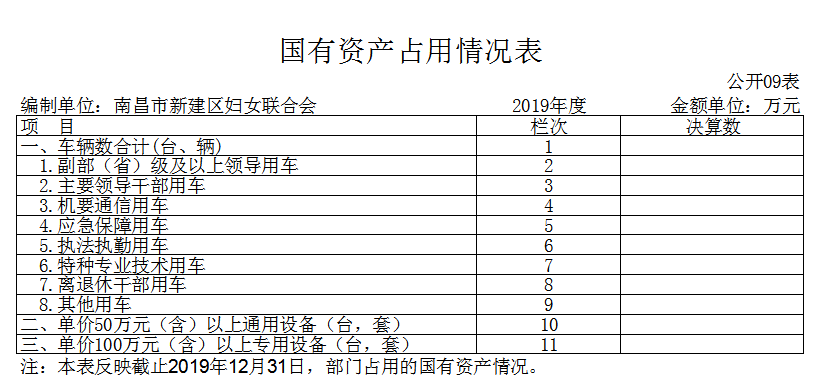 国有资产占用情况表
公开09表
编制单位：南昌市新建区妇女联合会 2019年度 金额单位：万元
项 目 栏次 决算数
一、车辆数合计(台、辆) 1
1.副部（省）级及以上领导用车 2
2.主要领导干部用车 3
3.机要通信用车 4
4.应急保障用车 5
5.执法执勤用车 6
6.特种专业技术用车 7
7.离退休干部用车 8
8.其他用车 9
二、单价50万元（含）以上通用设备（台，套） 10
三、单价100万元（含）以上专用设备（台，套） 11
注：本表反映截止2019年12月31日，部门占用的国有资产情况。